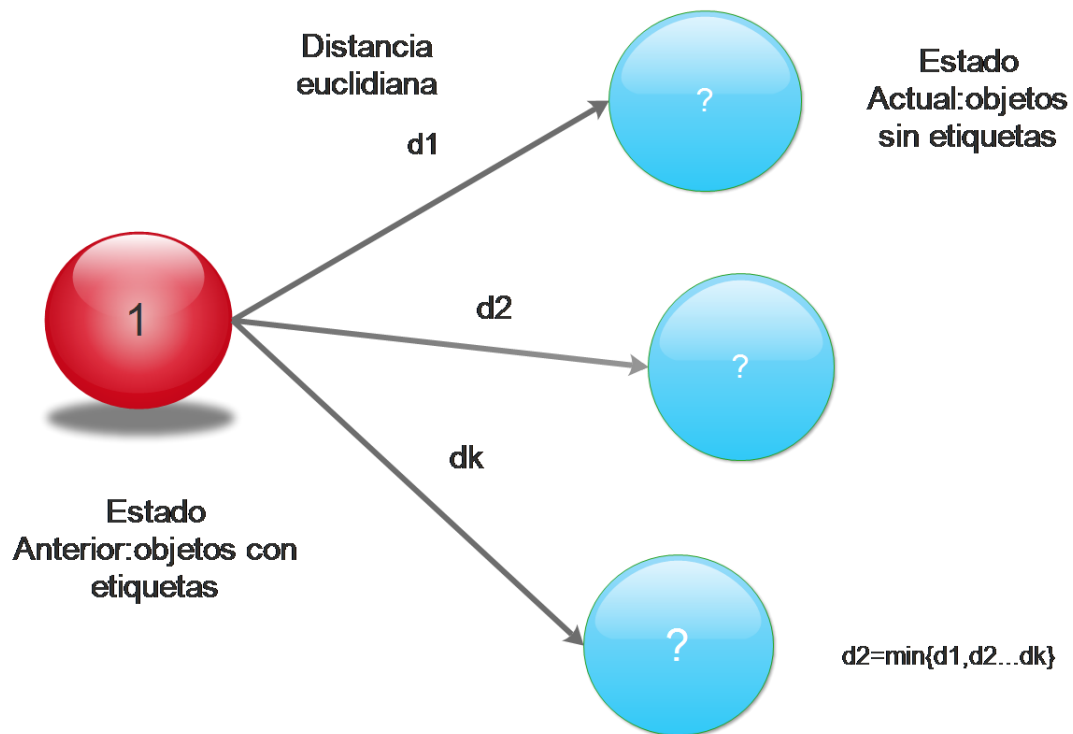 Distancia
euclidiana
d1
?
Estado
Actual:objetos
sin etiquetas
1
d2
?
dk
Estado
Anterior:objetos con
etiquetas
?
d2=min{d1,d2...dk}